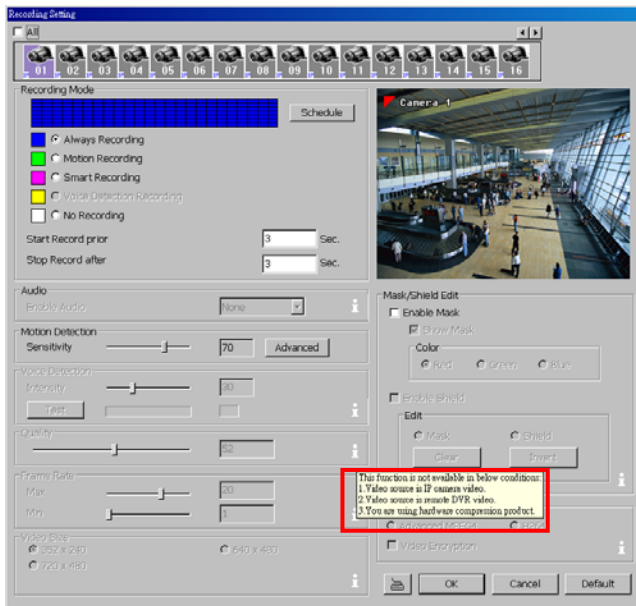 Recording Setting
All
01 02 03 04 05 06 07 08 09 10 11 12 13 14 15 16
Recording Mode
Schedule
Always Recording
Motion Recording
Smart Recording
Voice Detection Recording
No Recording
Start Record prior 3 Sec.
Stop Record after 3 Sec.
Camera 1
Audio
Enable Audio None
Motion Detection
Sensitivity 70 Advanced
Voice Detection
Intensity 30
Test
Quality
52
Frame Rate
Max 20
Min 1
Video Size
352 x 240 640 x 480
720 x 480
Mask/Shield Edit
Enable Mask
Show Mask
Color
Red Green Blue
Enable Shield
Edit
Mask Shield
Clear Invert
This function is not available in below conditions:
1.Video source is IP camera video.
2.Video source is remote DVR video.
3.You are using hardware compression product.
Video Encryption
OK Cancel Default